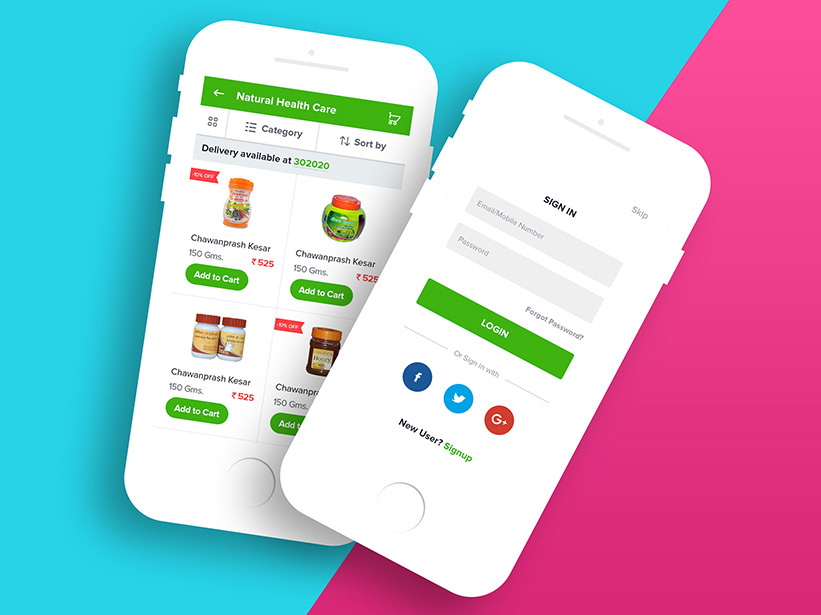 Natural Health Care
Category
Sort by
Delivery available at 302020
-10% OFF
Chawanprash Kesar
150 Gms.
₹ 525
Add to Cart
Chawanprash Kesar
150 Gms.
₹ 525
Add to Cart
Chawanprash Kesar
150 Gms.
₹ 525
Add to Cart
-10% OFF
Honey
Chawanpra
150 Gms.
Add t
SIGN IN
Skip
Email/Mobile Number
Password
Forgot Password?
LOGIN
Or Sign in with
f
G+
New User? Signup